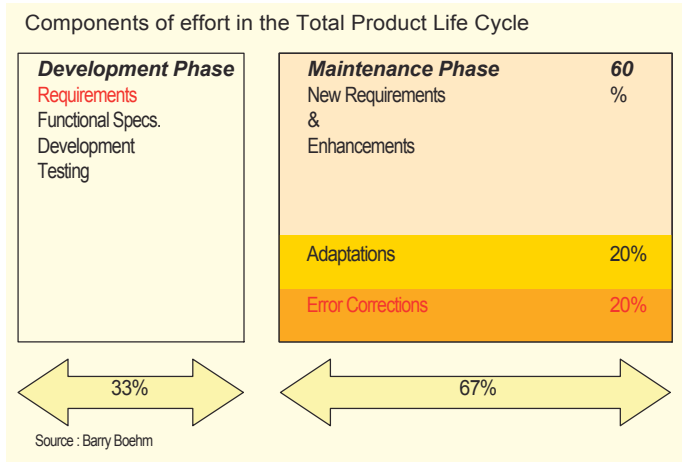 Components of effort in the Total Product Life Cycle
Development Phase
Requirements
Functional Specs.
Development
Testing
Maintenance Phase 60
New Requirements %
&
Enhancements
Adaptations 20%
Error Corrections 20%
33%
67%
Source : Barry Boehm